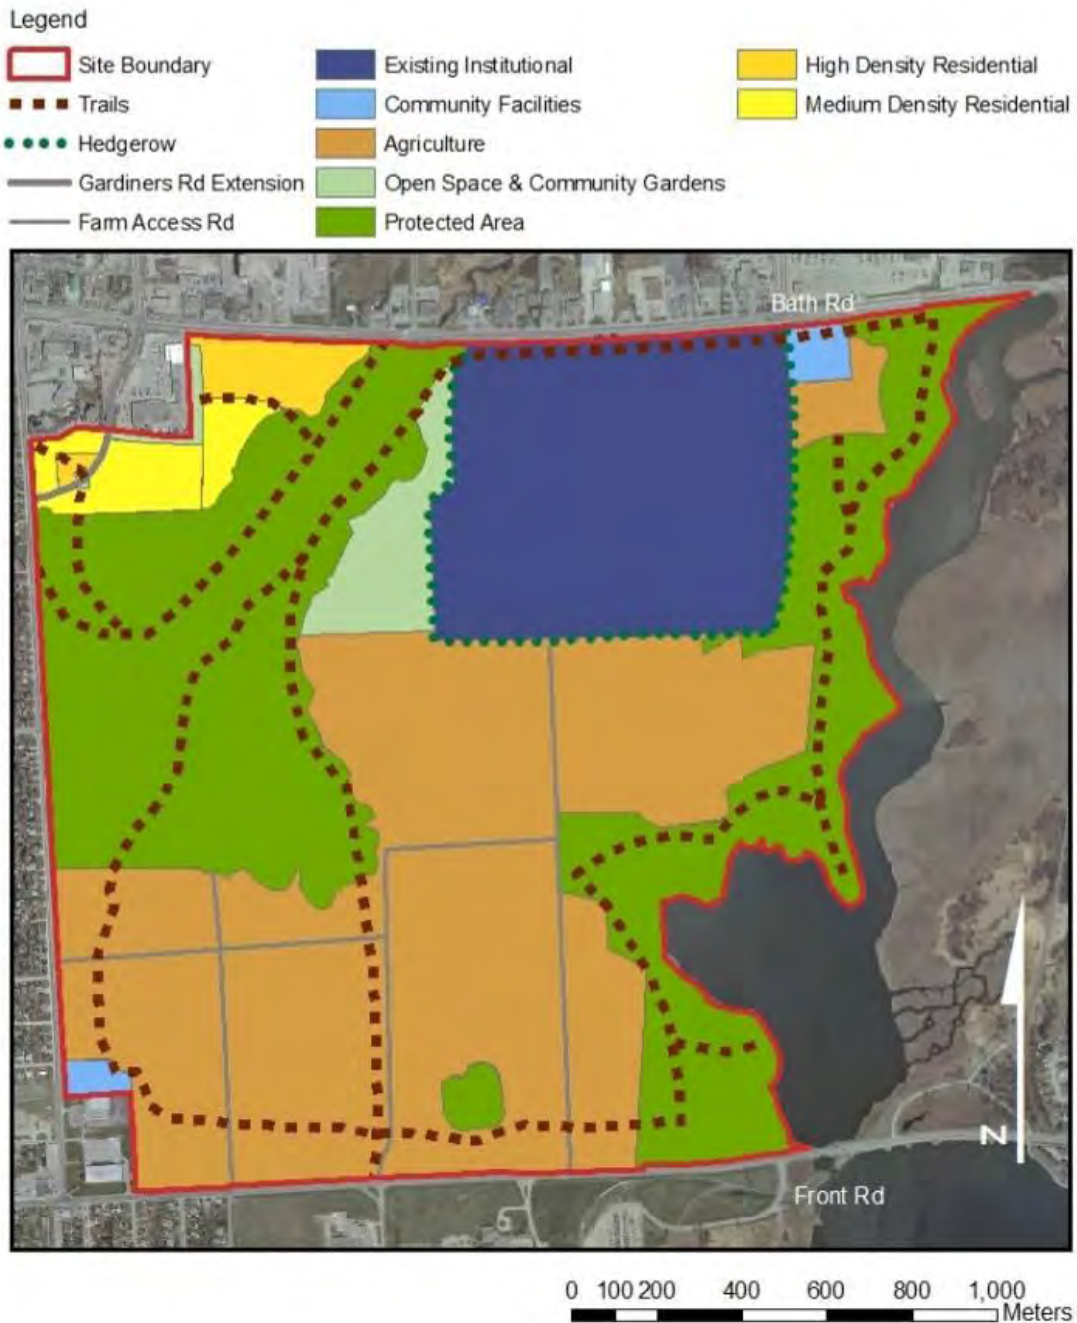 Legend
Site Boundary
Trails
Hedgerow
Gardiners Rd Extension
Farm Access Rd
Existing Institutional
Community Facilities
Agriculture
Open Space & Community Gardens
Protected Area
High Density Residential
Medium Density Residential
Bath Rd
N
Front Rd
0 100 200 400 600 800 1,000
Meters